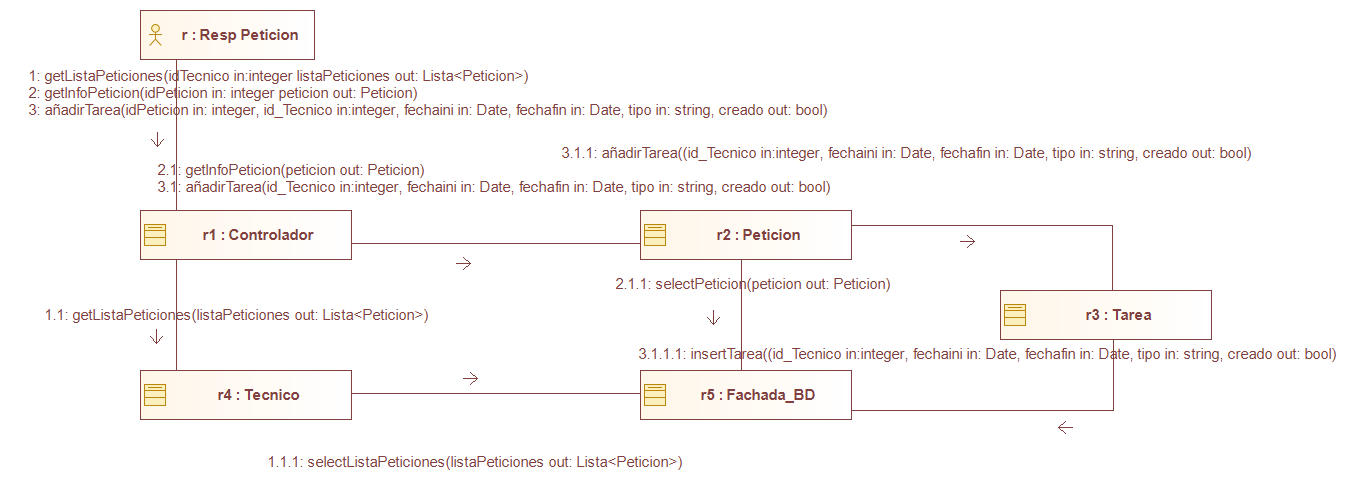 r : Resp Peticion
1: getListaPeticiones(idTecnico in:integer listaPeticiones out: Lista<Peticion>)
2: getInfoPeticion(idPeticion in: integer peticion out: Peticion)
3: añadirTarea(idPeticion in: integer, id_Tecnico in:integer, fechaini in: Date, fechafin in: Date, tipo in: string, creado out: bool)
3.1.1: añadirTarea((id_Tecnico in:integer, fechaini in: Date, fechafin in: Date, tipo in: string, creado out: bool)
2.1: getInfoPeticion(peticion out: Peticion)
3.1: añadirTarea(id_Tecnico in:integer, fechaini in: Date, fechafin in: Date, tipo in: string, creado out: bool)
r1 : Controlador
r2 : Peticion
2.1.1: selectPeticion(peticion out: Peticion)
1.1: getListaPeticiones(listaPeticiones out: Lista<Peticion>)
r3 : Tarea
3.1.1.1: insertTarea((id_Tecnico in:integer, fechaini in: Date, fechafin in: Date, tipo in: string, creado out: bool)
r4 : Tecnico
r5 : Fachada_BD
1.1.1: selectListaPeticiones(listaPeticiones out: Lista<Peticion>)